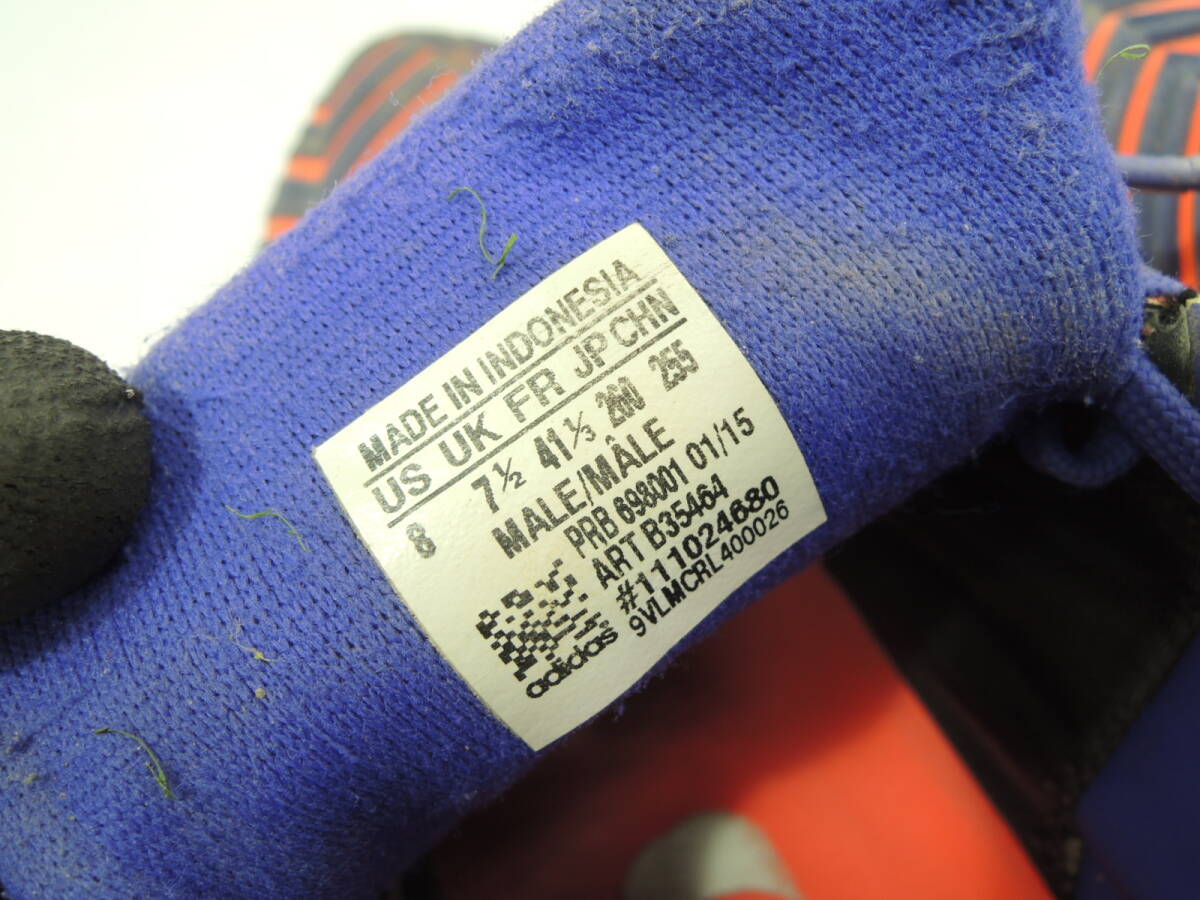 MADE IN INDONESIA
US UK FR JP CHN
8 7½ 41⅓ 260 255
MALE/MÂLE
PRB 698001 01/15
ART B35464
#111024680
9VLMCRL400026
adidas